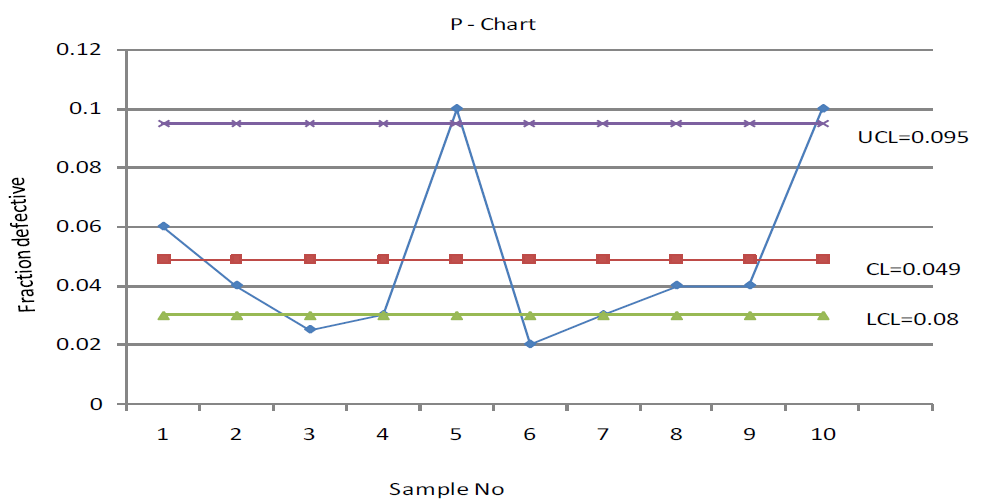 P - Chart
0.12
0.1
0.08
0.06
0.04
0.02
0
Fraction defective
UCL=0.095
CL=0.049
LCL=0.08
1 2 3 4 5 6 7 8 9 10
Sample No